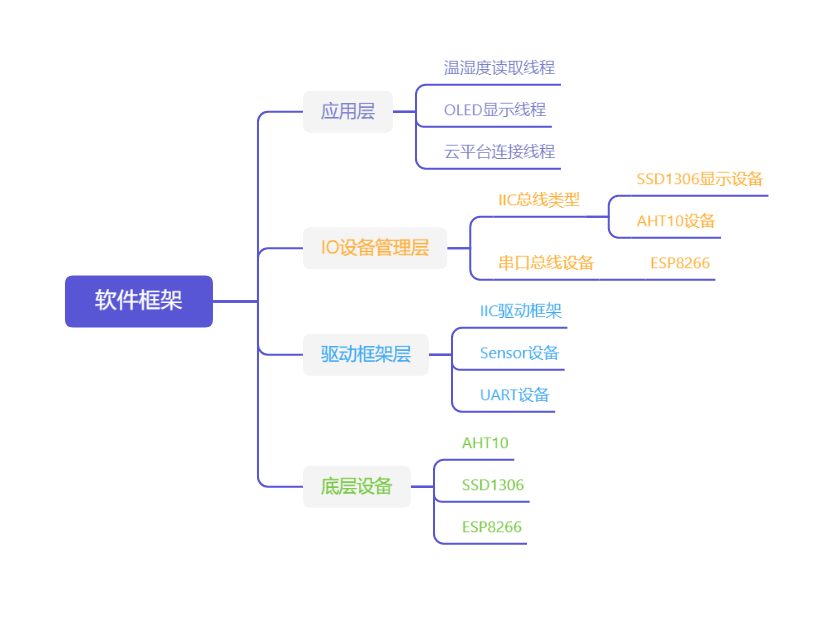 软件框架
应用层
温湿度读取线程
OLED显示线程
云平台连接线程
IO设备管理层
IIC总线类型
SSD1306显示设备
AHT10设备
串口总线设备
ESP8266
驱动框架层
IIC驱动框架
Sensor设备
UART设备
底层设备
AHT10
SSD1306
ESP8266